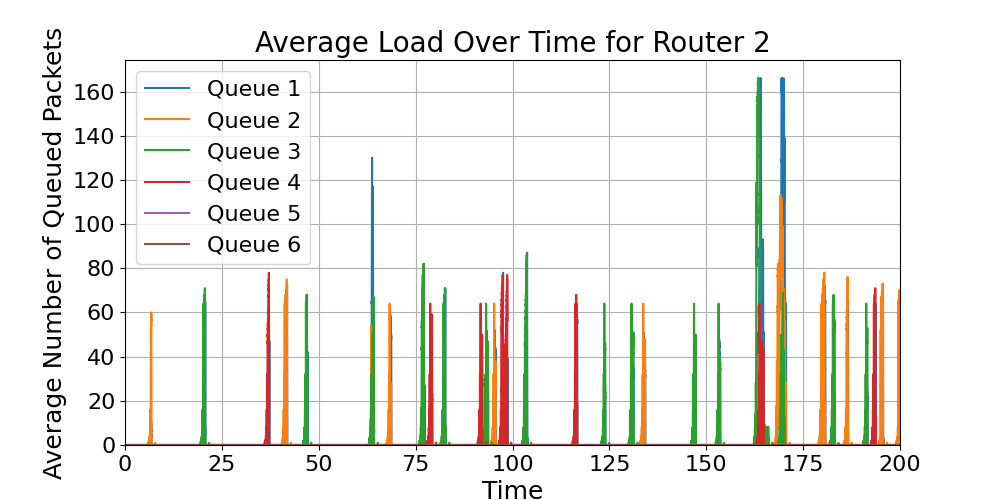 Average Load Over Time for Router 2
Average Number of Queued Packets
160
140
120
100
80
60
40
20
0
Queue 1
Queue 2
Queue 3
Queue 4
Queue 5
Queue 6
0 25 50 75 100 125 150 175 200
Time